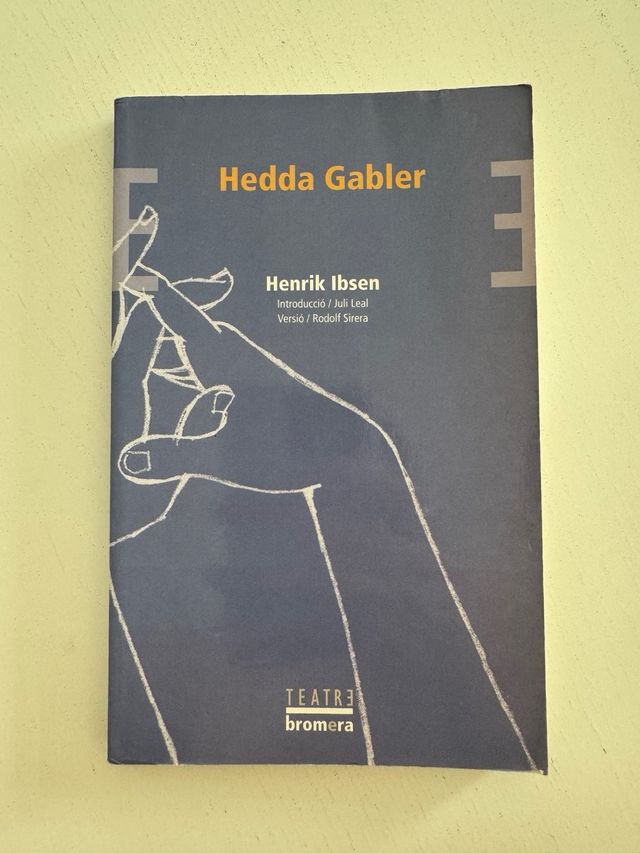 Hedda Gabler
Henrik Ibsen
Introducció / Juli Leal
Versió / Rodolf Sirera
TEATRE
bromera